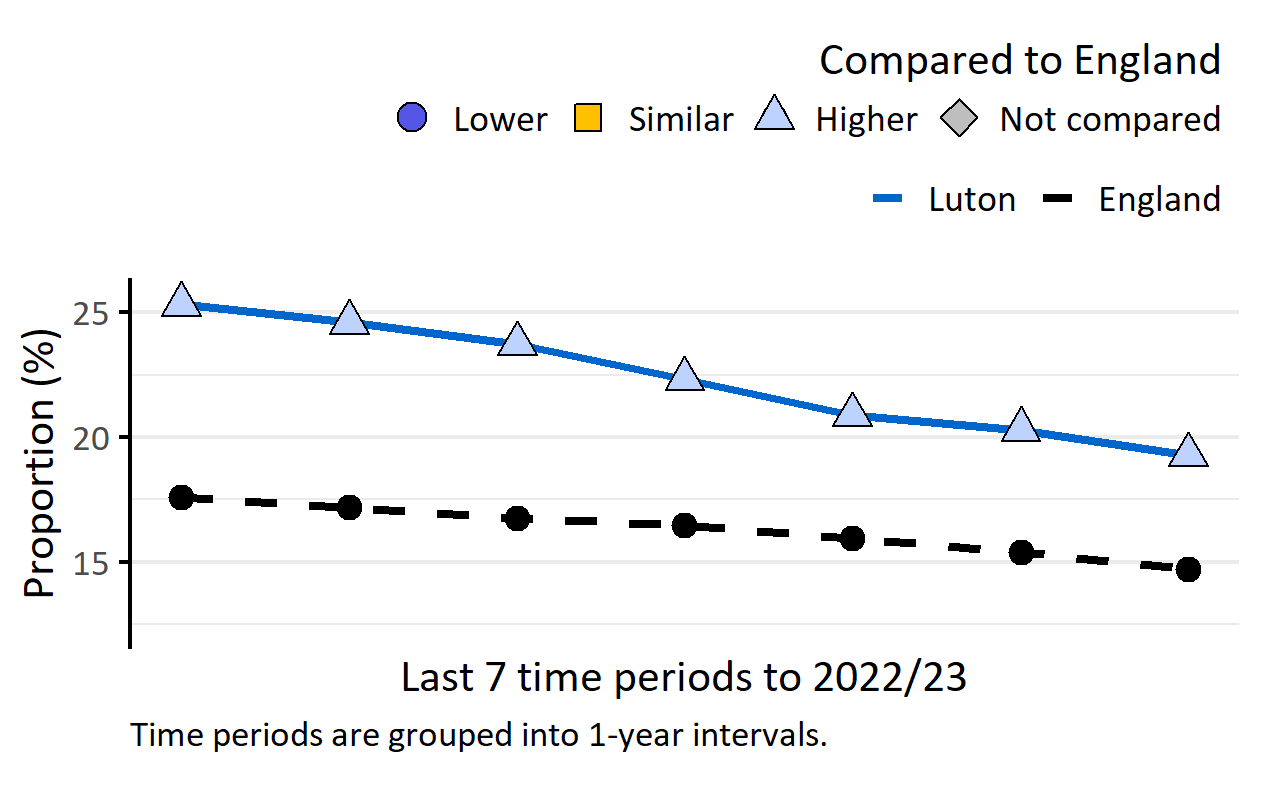 Compared to England
Lower Similar Higher Not compared
Luton England
Proportion (%)
25
20
15
Last 7 time periods to 2022/23
Time periods are grouped into 1-year intervals.